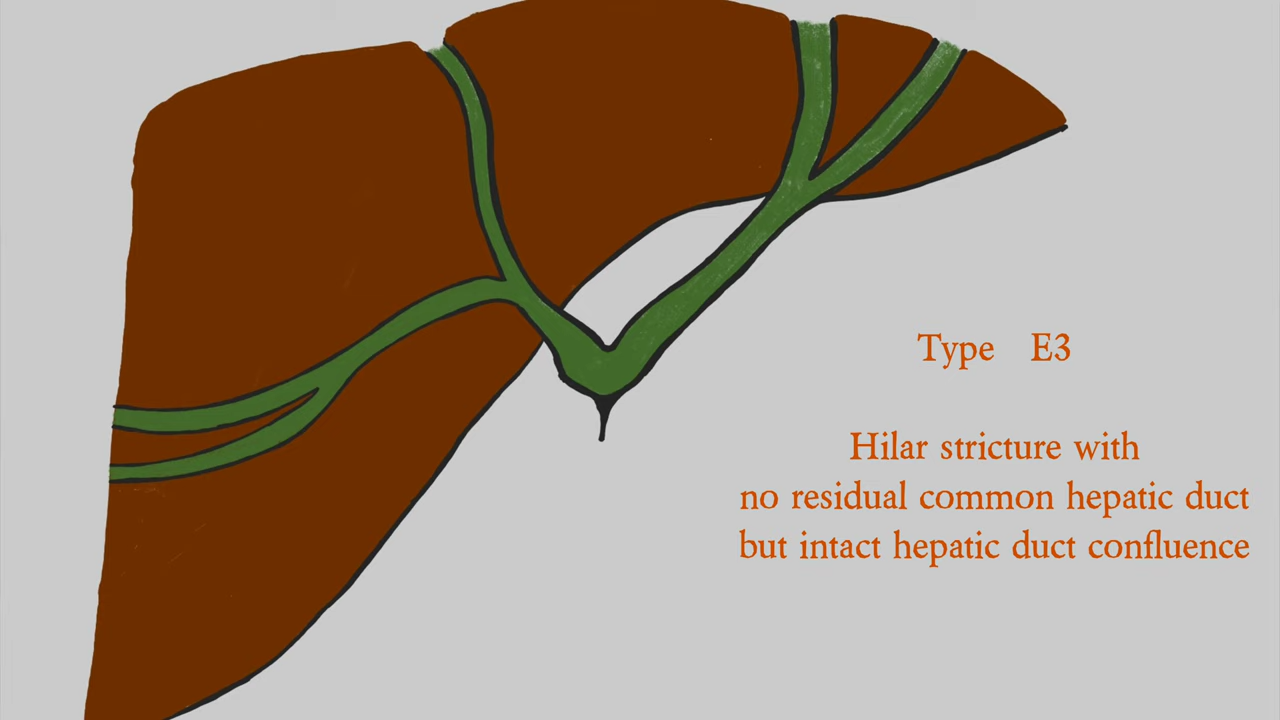 Type E3
Hilar stricture with
no residual common hepatic duct
but intact hepatic duct confluence